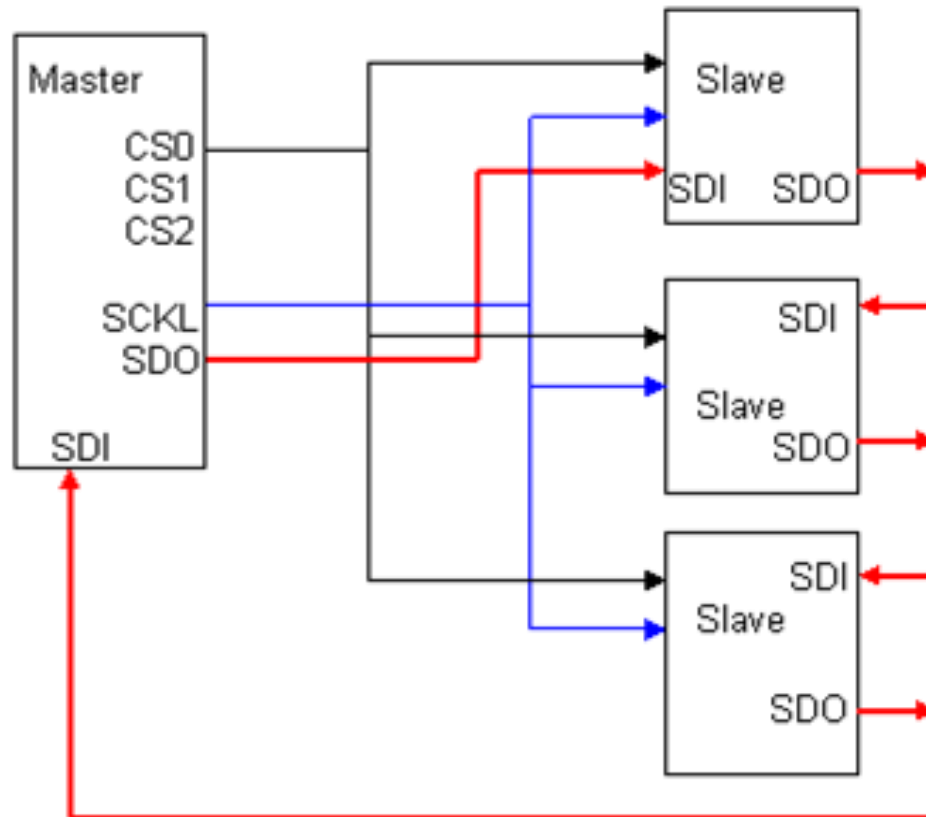 Master
CS0
CS1
CS2
SCKL
SDO
SDI
Slave
SDI SDO
SDI
Slave
SDO
SDI
Slave
SDO